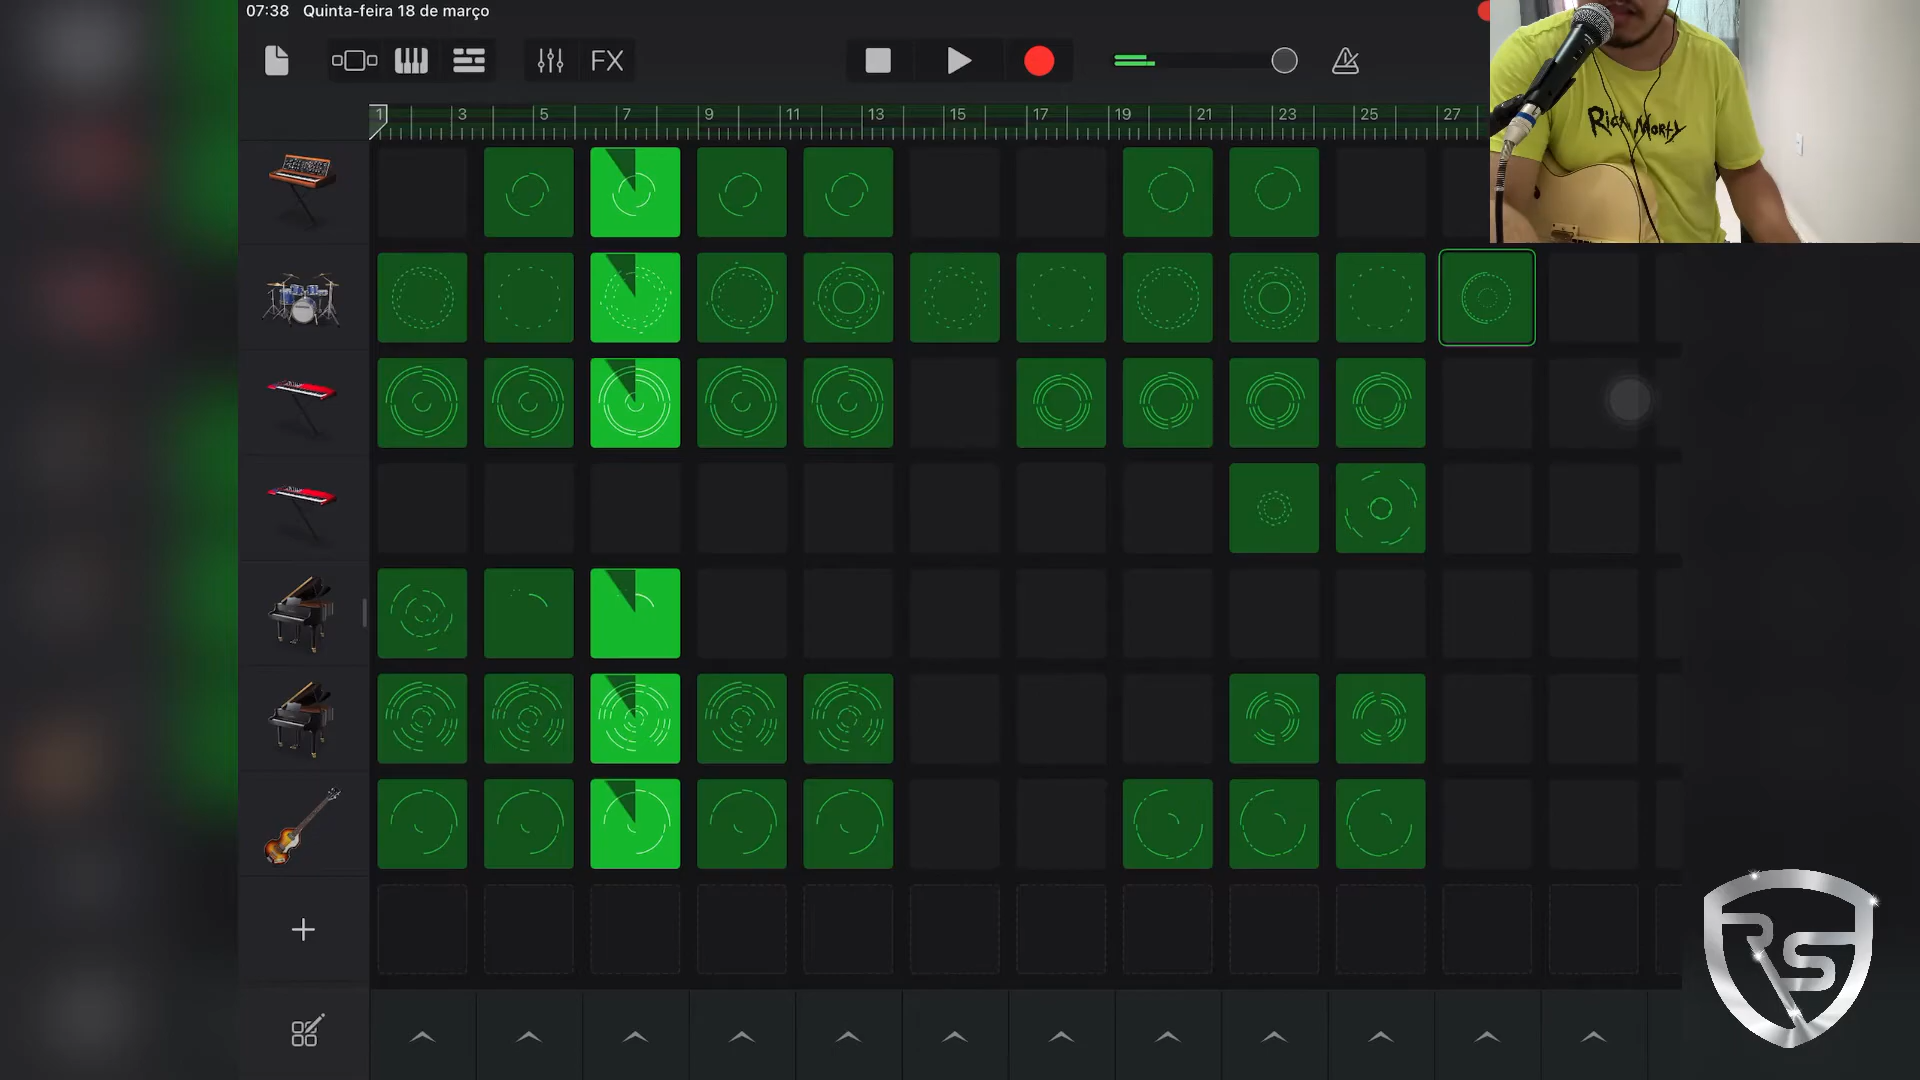 07:38 Quinta-feira 18 de março
FX
1 3 5 7 9 11 13 15 17 19 21 23 25 27
Rick Morty
RS